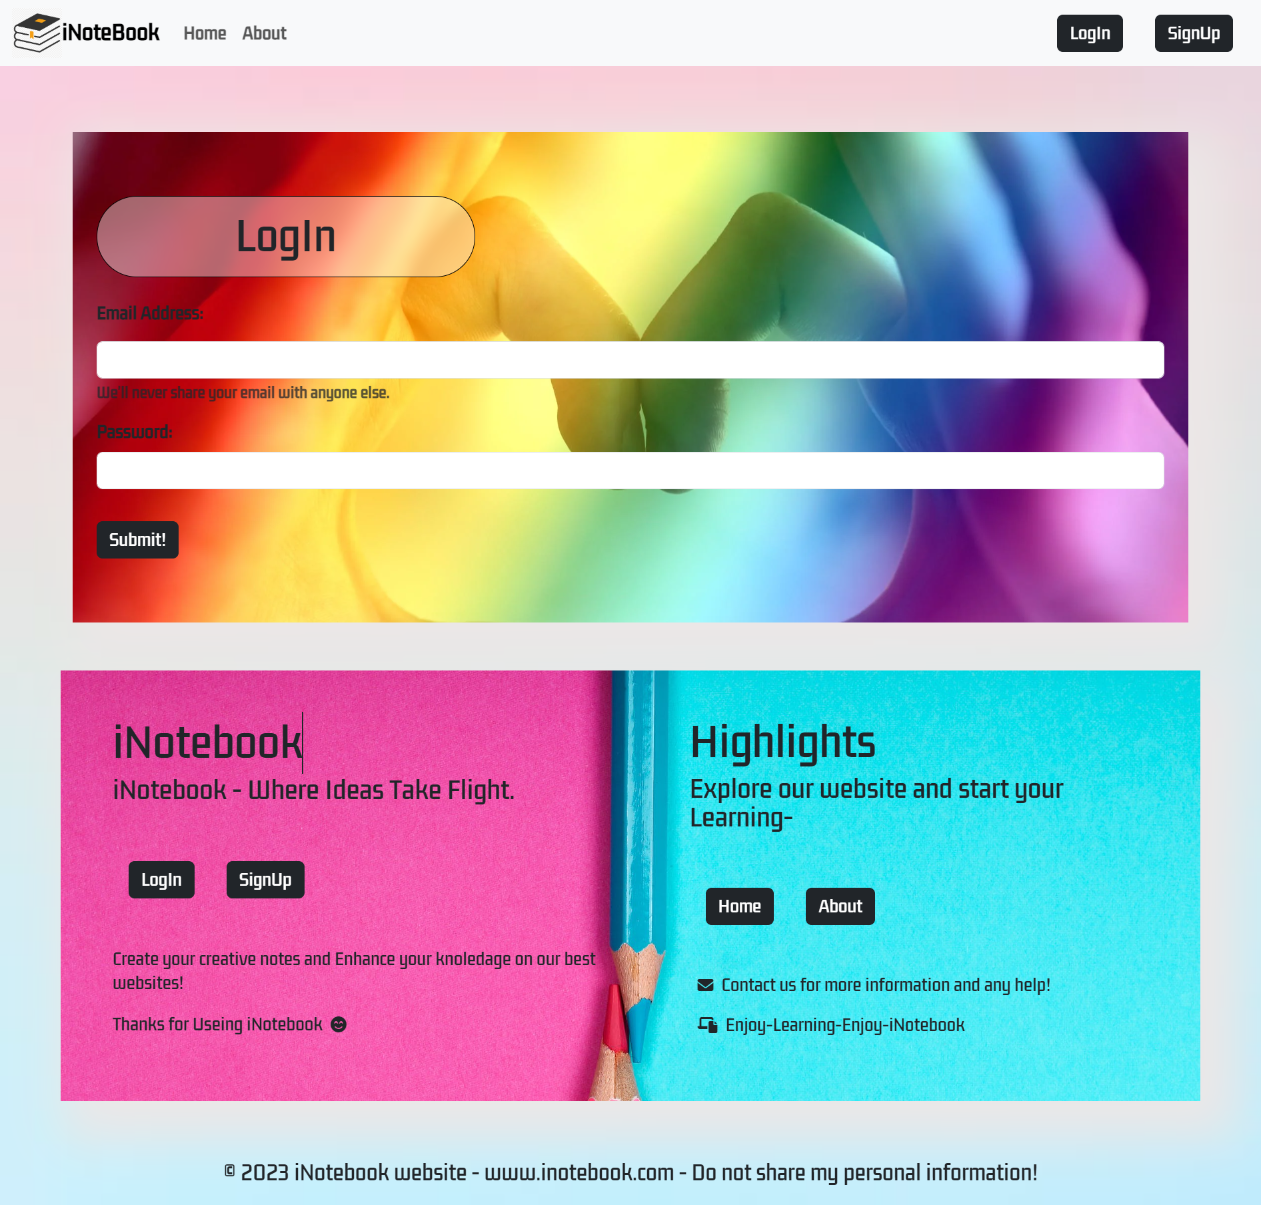 iNoteBook Home About LogIn SignUp
LogIn
Email Address:
We'll never share your email with anyone else.
Password:
Submit!
iNotebook
iNotebook - Where Ideas Take Flight.
LogIn SignUp
Create your creative notes and Enhance your knoledage on our best
websites!
Thanks for Useing iNotebook
Highlights
Explore our website and start your
Learning-
Home About
Contact us for more information and any help!
Enjoy-Learning-Enjoy-iNotebook
© 2023 iNotebook website - www.inotebook.com - Do not share my personal information!